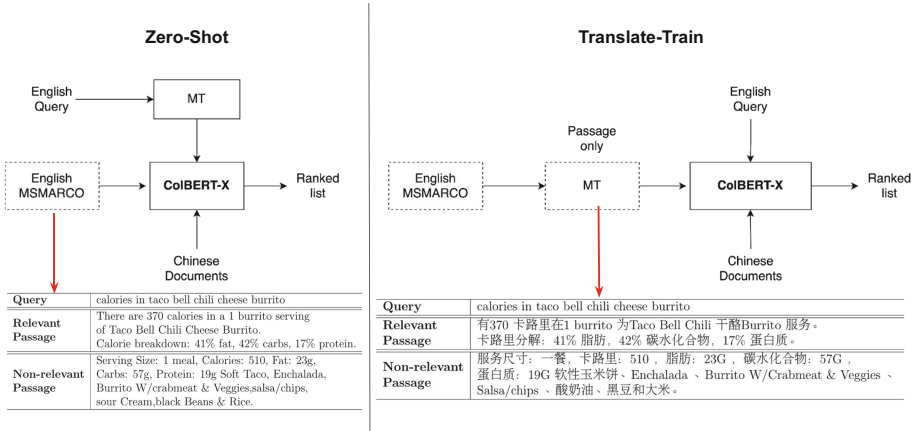 Zero-Shot
English
Query
MT
English
MSMARCO
ColBERT-X
Ranked
list
Chinese
Documents
Query calories in taco bell chili cheese burrito
Relevant
Passage
There are 370 calories in a 1 burrito serving
of Taco Bell Chili Cheese Burrito.
Calorie breakdown: 41% fat, 42% carbs, 17% protein.
Non-relevant
Passage
Serving Size: 1 meal, Calories: 510, Fat: 23g,
Carbs: 57g, Protein: 19g Soft Taco, Enchalada,
Burrito W/crabmeat & Veggies,salsa/chips,
sour Cream,black Beans & Rice.
Translate-Train
English
Query
Passage
only
English
MSMARCO
MT
ColBERT-X
Ranked
list
Chinese
Documents
Query calories in taco bell chili cheese burrito
Relevant
Passage
有370 卡路里在1 burrito 为Taco Bell Chili 干酪Burrito 服务。
卡路里分解: 41% 脂肪, 42% 碳水化合物, 17% 蛋白质。
Non-relevant
Passage
服务尺寸: 一餐, 卡路里: 510 , 脂肪: 23G , 碳水化合物: 57G ,
蛋白质: 19G 软性玉米饼、Enchalada 、Burrito W/Crabmeat & Veggies 、
Salsa/chips 、酸奶油、黑豆和大米。